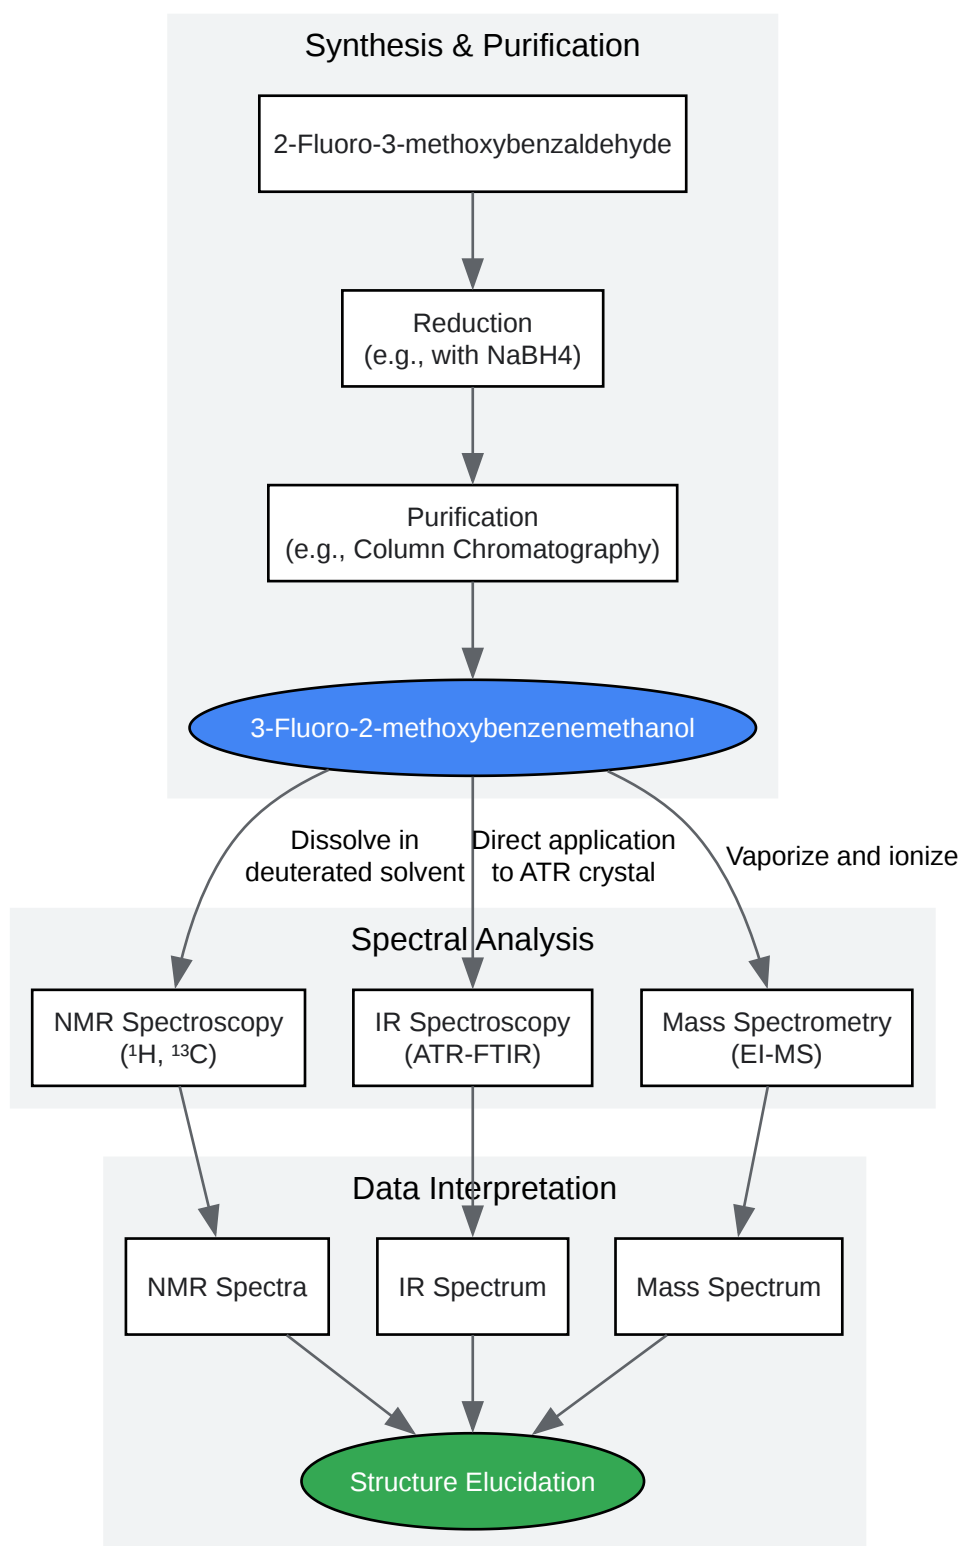 Synthesis & Purification
2-Fluoro-3-methoxybenzaldehyde
Reduction
(e.g., with NaBH4)
Purification
(e.g., Column Chromatography)
3-Fluoro-2-methoxybenzenemethanol
Dissolve in
deuterated solvent
Direct application
to ATR crystal
Vaporize and ionize
Spectral Analysis
NMR Spectroscopy
(¹H, ¹³C)
IR Spectroscopy
(ATR-FTIR)
Mass Spectrometry
(EI-MS)
Data Interpretation
NMR Spectra
IR Spectrum
Mass Spectrum
Structure Elucidation